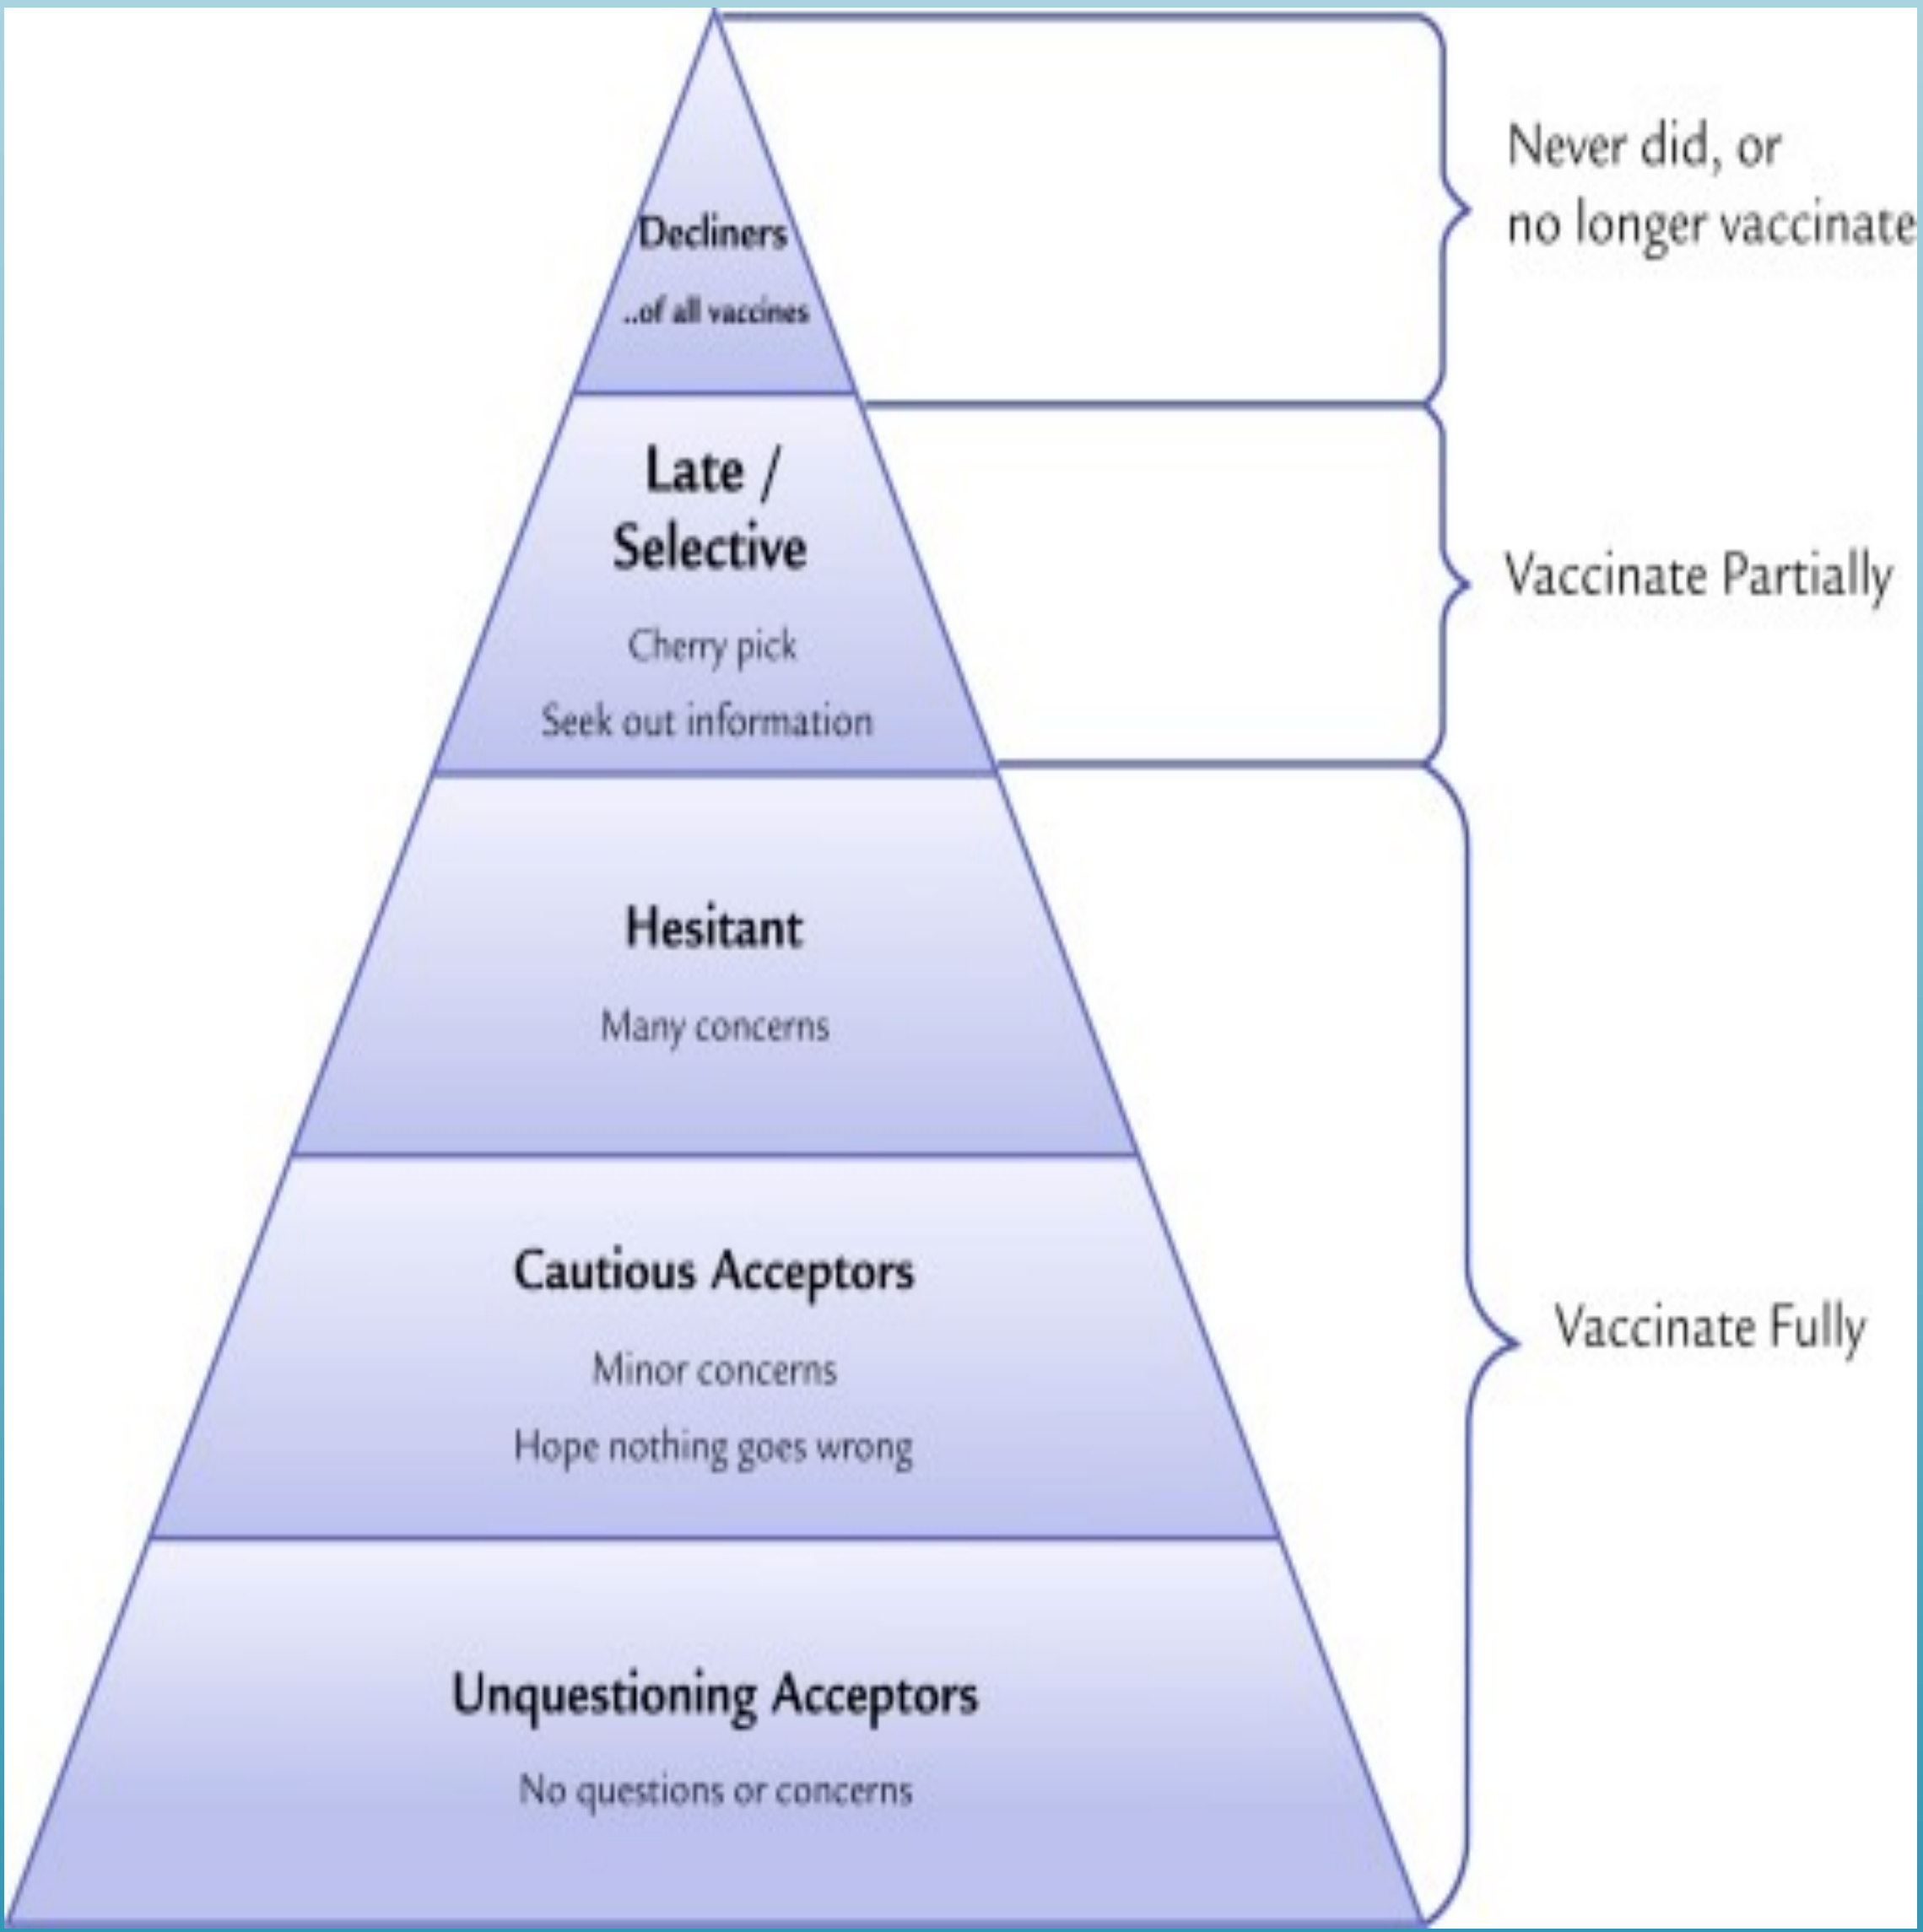 Never did, or
no longer vaccinate
Decliners
..of all vaccines
Late /
Selective
Cherry pick
Seek out information
Vaccinate Partially
Hesitant
Many concerns
Cautious Acceptors
Minor concerns
Hope nothing goes wrong
Vaccinate Fully
Unquestioning Acceptors
No questions or concerns